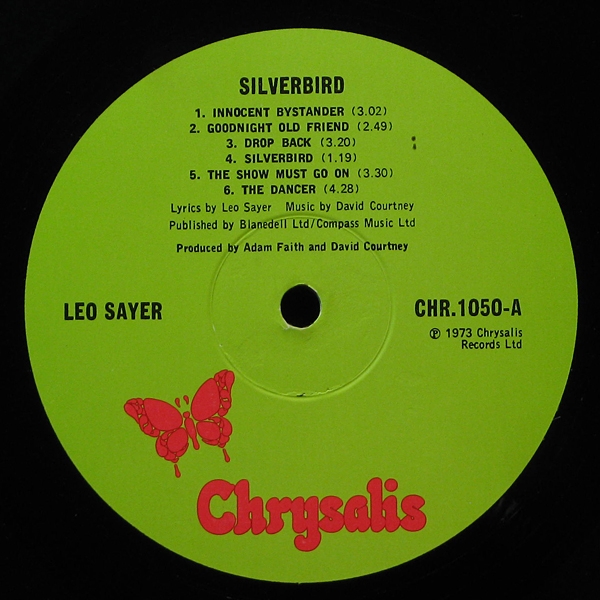 SILVERBIRD
1. INNOCENT BYSTANDER (3.02)
2. GOODNIGHT OLD FRIEND (2.49)
3. DROP BACK (3.20)
4. SILVERBIRD (1.19)
5. THE SHOW MUST GO ON (3.30)
6. THE DANCER (4.28)
Lyrics by Leo Sayer Music by David Courtney
Published by Blanedell Ltd/Compass Music Ltd
Produced by Adam Faith and David Courtney
LEO SAYER
CHR.1050-A
℗ 1973 Chrysalis
Records Ltd
Chrysalis